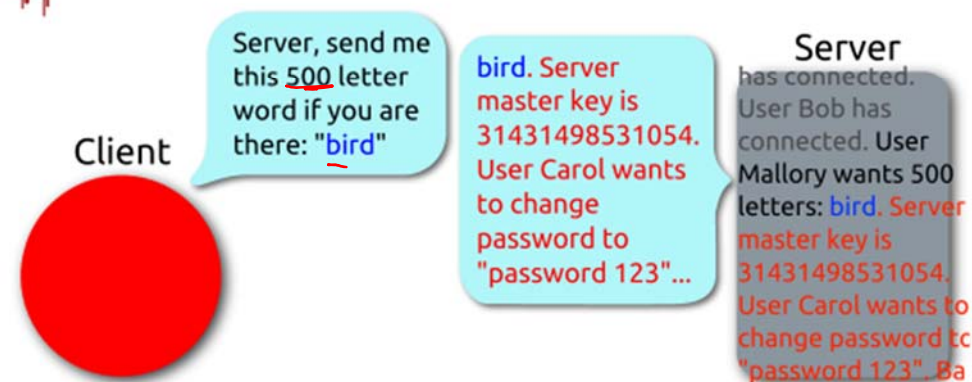 Client
Server, send me
this 500 letter
word if you are
there: "bird"
bird. Server
master key is
31431498531054.
User Carol wants
to change
password to
"password 123"...
Server
has connected.
User Bob has
connected. User
Mallory wants 500
letters: bird. Server
master key is
31431498531054.
User Carol wants to
change password to
"password 123". Ba